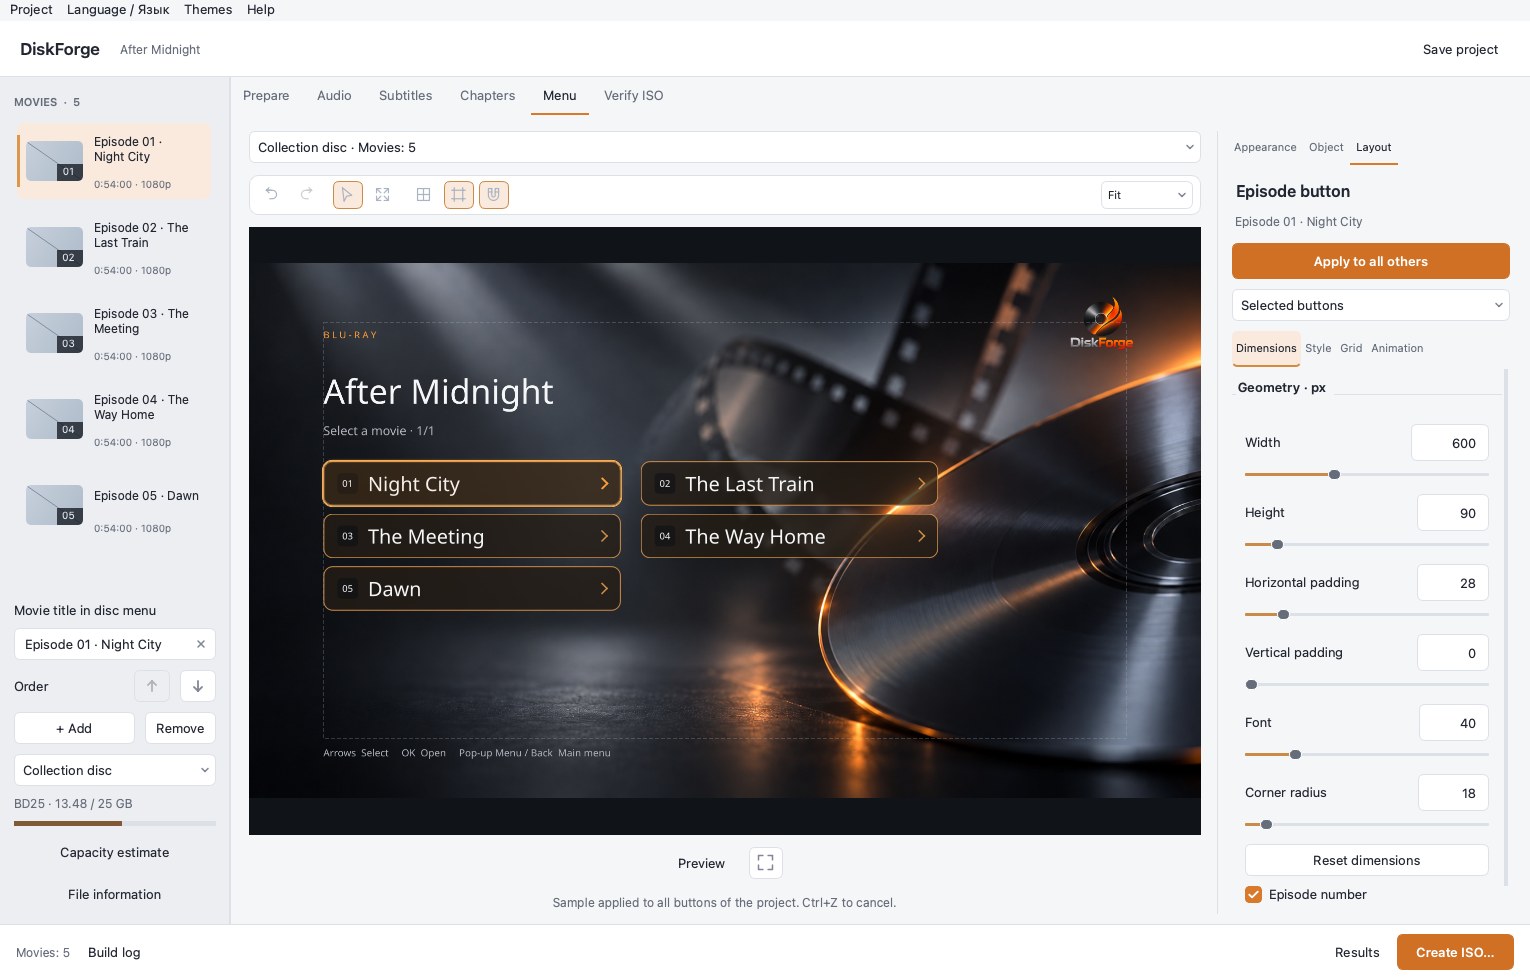 Project Language / Язык Themes Help
DiskForge After Midnight Save project
MOVIES · 5
Episode 01 ·
Night City
01
0:54:00 · 1080p
Episode 02 · The
Last Train
02
0:54:00 · 1080p
Episode 03 · The
Meeting
03
0:54:00 · 1080p
Episode 04 · The
Way Home
04
0:54:00 · 1080p
Episode 05 · Dawn
05
0:54:00 · 1080p
Movie title in disc menu
Episode 01 · Night City
Order
+ Add Remove
Collection disc
BD25 · 13.48 / 25 GB
Capacity estimate
File information
Prepare Audio Subtitles Chapters Menu Verify ISO
Collection disc · Movies: 5
Fit
BLU-RAY
DiskForge
After Midnight
Select a movie · 1/1
01 Night City
02 The Last Train
03 The Meeting
04 The Way Home
05 Dawn
Arrows Select OK Open Pop-up Menu / Back Main menu
Preview
Sample applied to all buttons of the project. Ctrl+Z to cancel.
Appearance Object Layout
Episode button
Episode 01 · Night City
Apply to all others
Selected buttons
Dimensions Style Grid Animation
Geometry · px
Width 600
Height 90
Horizontal padding 28
Vertical padding 0
Font 40
Corner radius 18
Reset dimensions
Episode number
Movies: 5 Build log Results Create ISO...